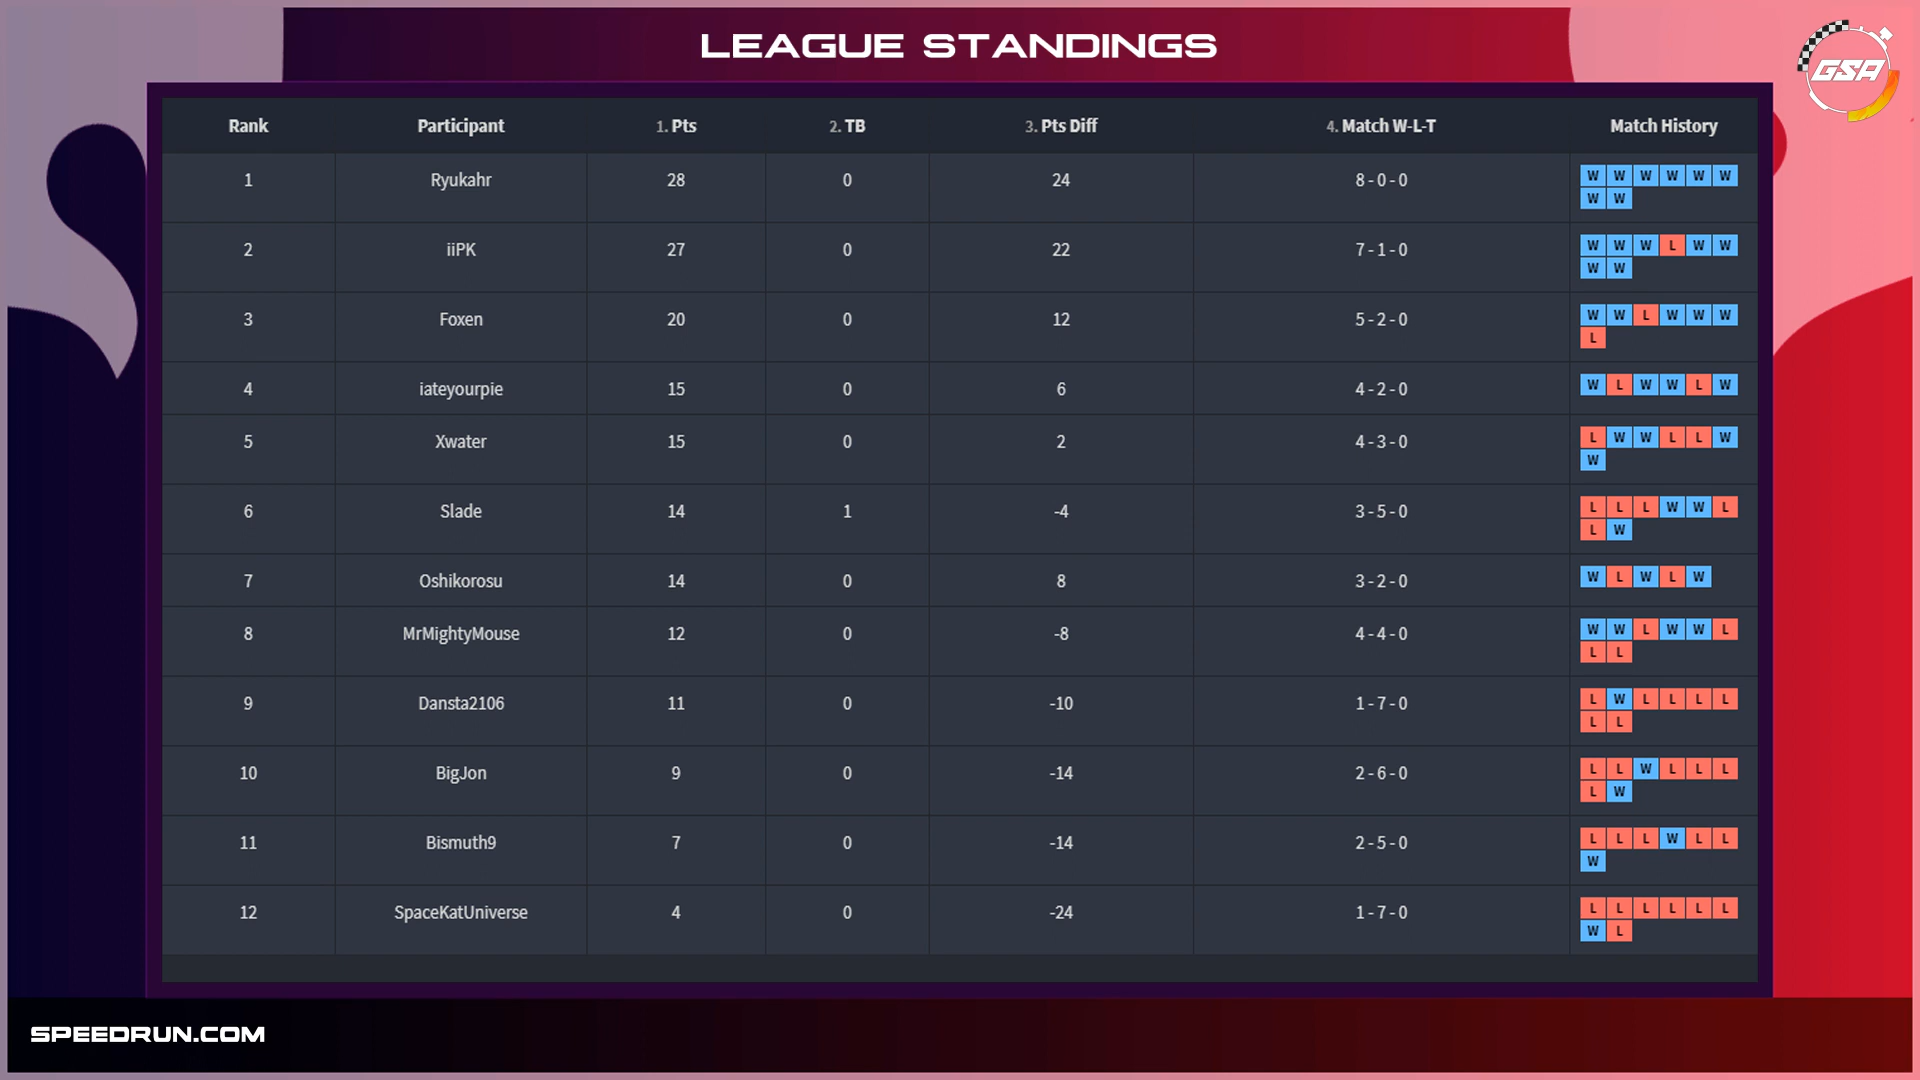 LEAGUE STANDINGS
GSA
Rank Participant 1. Pts 2. TB 3. Pts Diff 4. Match W-L-T Match History
1 Ryukahr 28 0 24 8 - 0 - 0 W W W W W W
W W
2 iiPK 27 0 22 7 - 1 - 0 W W W L W W
W W
3 Foxen 20 0 12 5 - 2 - 0 W W L W W W
L
4 iateyourpie 15 0 6 4 - 2 - 0 W L W W L W
5 Xwater 15 0 2 4 - 3 - 0 L W W L L W
W
6 Slade 14 1 -4 3 - 5 - 0 L L L W W L
L W
7 Oshikorosu 14 0 8 3 - 2 - 0 W L W L W
8 MrMightyMouse 12 0 -8 4 - 4 - 0 W W L W W L
L L
9 Dansta2106 11 0 -10 1 - 7 - 0 L W L L L L
L L
10 BigJon 9 0 -14 2 - 6 - 0 L L W L L L
L W
11 Bismuth9 7 0 -14 2 - 5 - 0 L L L W L L
W
12 SpaceKatUniverse 4 0 -24 1 - 7 - 0 L L L L L L
W L
SPEEDRUN.COM